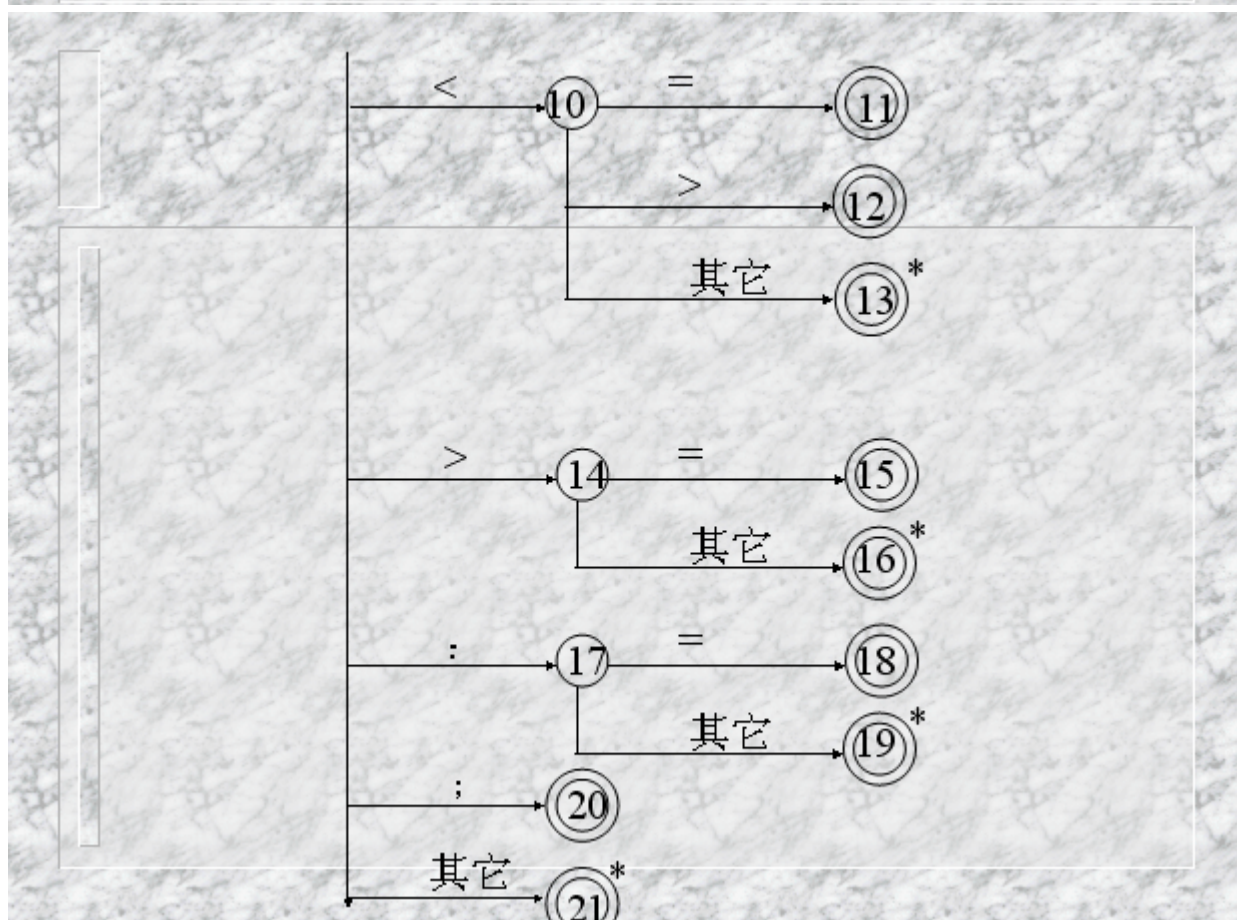 < 10 = 11
> 12
其它 13 *
> 14 = 15
其它 16 *
: 17 = 18
其它 19 *
; 20
其它 21 *